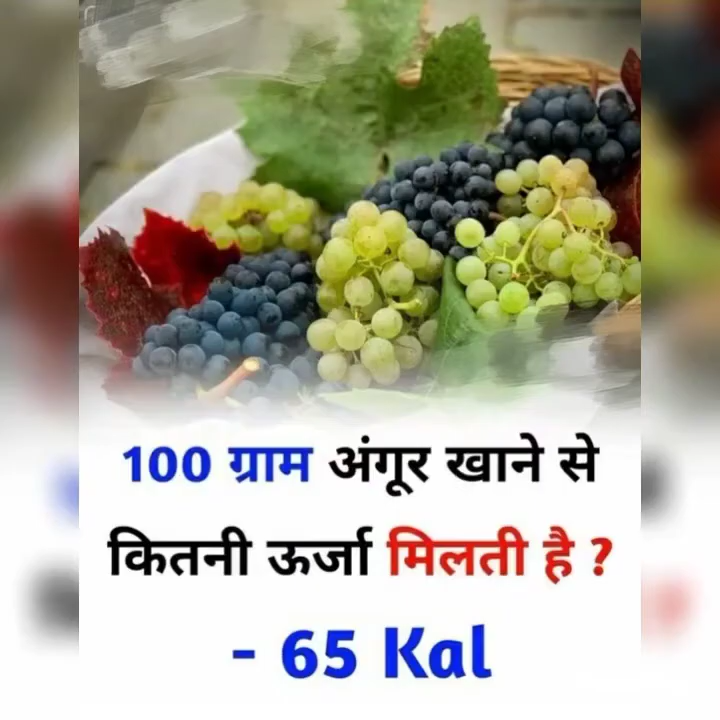 100 ग्राम अंगूर खाने से
कितनी ऊर्जा मिलती है ?
- 65 Kal